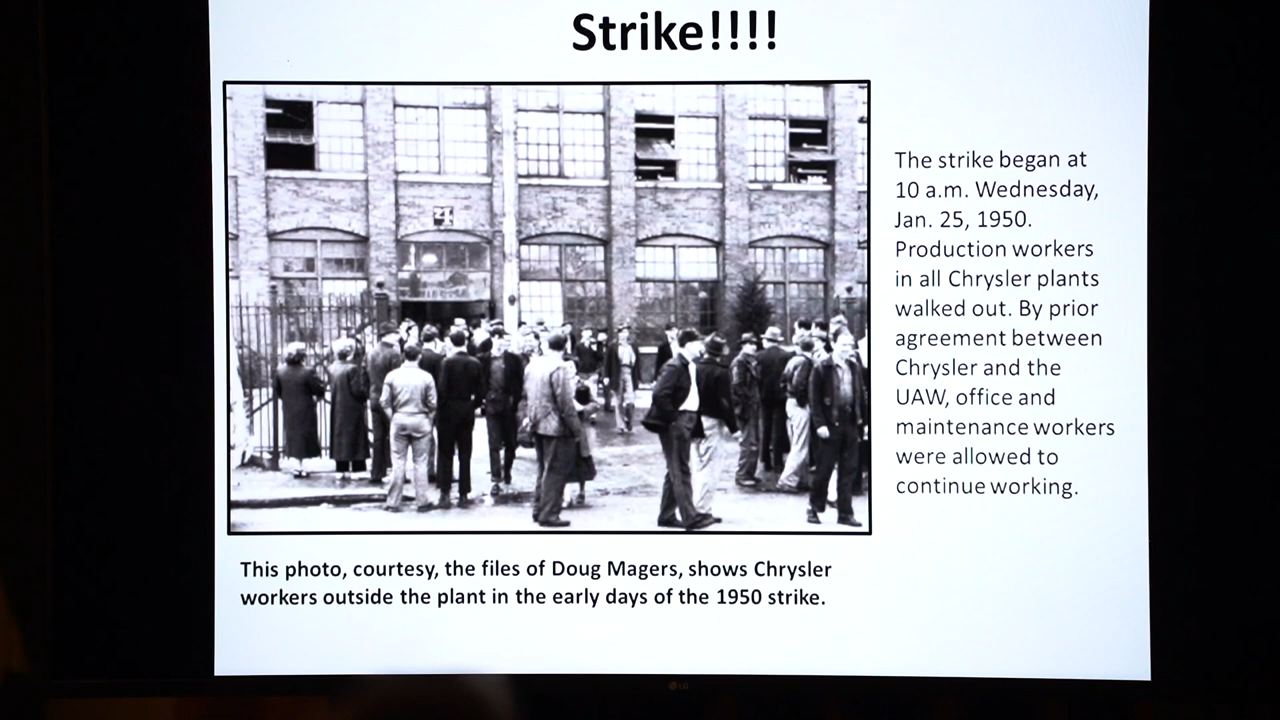 Strike!!!!
4
The strike began at
10 a.m. Wednesday,
Jan. 25, 1950.
Production workers
in all Chrysler plants
walked out. By prior
agreement between
Chrysler and the
UAW, office and
maintenance workers
were allowed to
continue working.
This photo, courtesy, the files of Doug Magers, shows Chrysler
workers outside the plant in the early days of the 1950 strike.
LG